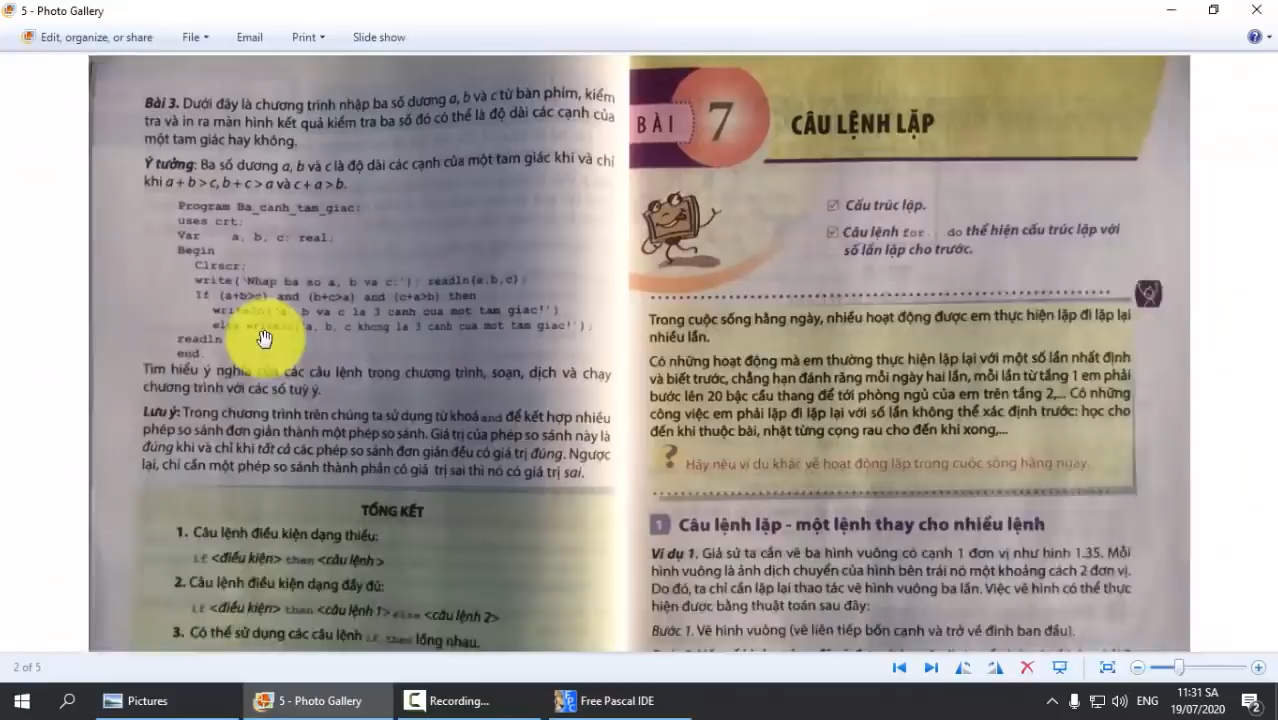 5 - Photo Gallery
Edit, organize, or share
File
Email
Print
Slide show
Bài 3. Dưới đây là chương trình nhập ba số dương a, b và c từ bàn phím, kiểm
tra và in ra màn hình kết quả kiểm tra ba số đó có thể là độ dài các cạnh của
một tam giác hay không.
Ý tưởng: Ba số dương a, b và c là độ dài các cạnh của một tam giác khi và chỉ
khi a + b > c, b + c > a và c + a > b.
Program Ba_canh_tam_giac;
uses crt;
Var a, b, c: real;
Begin
Clrscr;
write('Nhap ba so a, b va c:'); readln(a,b,c);
If (a+b>c) and (b+c>a) and (c+a>b) then
writeln('a, b va c la 3 canh cua mot tam giac!')
else writeln('a, b, c khong la 3 canh cua mot tam giac!');
readln
end.
Tìm hiểu ý nghĩa của các câu lệnh trong chương trình, soạn, dịch và chạy
chương trình với các số tuỳ ý.
Lưu ý: Trong chương trình trên chúng ta sử dụng từ khoá and để kết hợp nhiều
phép so sánh đơn giản thành một phép so sánh. Giá trị của phép so sánh này là
đúng khi và chỉ khi tất cả các phép so sánh đơn giản đều có giá trị đúng. Ngược
lại, chỉ cần một phép so sánh thành phần có giá trị sai thì nó có giá trị sai.
TỔNG KẾT
1. Câu lệnh điều kiện dạng thiếu:
if <điều kiện> then <câu lệnh>
2. Câu lệnh điều kiện dạng đầy đủ:
if <điều kiện> then <câu lệnh 1> else <câu lệnh 2>
3. Có thể sử dụng các câu lệnh if...then lồng nhau.
BÀI 7 CÂU LỆNH LẶP
Cấu trúc lặp.
Câu lệnh for...do thể hiện cấu trúc lặp với
số lần lặp cho trước.
Trong cuộc sống hằng ngày, nhiều hoạt động được em thực hiện lặp đi lặp lại
nhiều lần.
Có những hoạt động mà em thường thực hiện lặp lại với một số lần nhất định
và biết trước, chẳng hạn đánh răng mỗi ngày hai lần, mỗi lần từ tầng 1 em phải
bước lên 20 bậc cầu thang để tới phòng ngủ của em trên tầng 2,... Có những
công việc em phải lặp đi lặp lại với số lần không thể xác định trước: học cho
đến khi thuộc bài, nhặt từng cọng rau cho đến khi xong,...
? Hãy nêu ví dụ khác về hoạt động lặp trong cuộc sống hằng ngày.
1 Câu lệnh lặp - một lệnh thay cho nhiều lệnh
Ví dụ 1. Giả sử ta cần vẽ ba hình vuông có cạnh 1 đơn vị như hình 1.35. Mỗi
hình vuông là ảnh dịch chuyển của hình bên trái nó một khoảng cách 2 đơn vị.
Do đó, ta chỉ cần lặp lại thao tác vẽ hình vuông ba lần. Việc vẽ hình có thể thực
hiện được bằng thuật toán sau đây:
Bước 1. Vẽ hình vuông (vẽ liên tiếp bốn cạnh và trở về đỉnh ban đầu).
2 of 5
Pictures
5 - Photo Gallery
Recording...
Free Pascal IDE
ENG
11:31 SA
19/07/2020
2